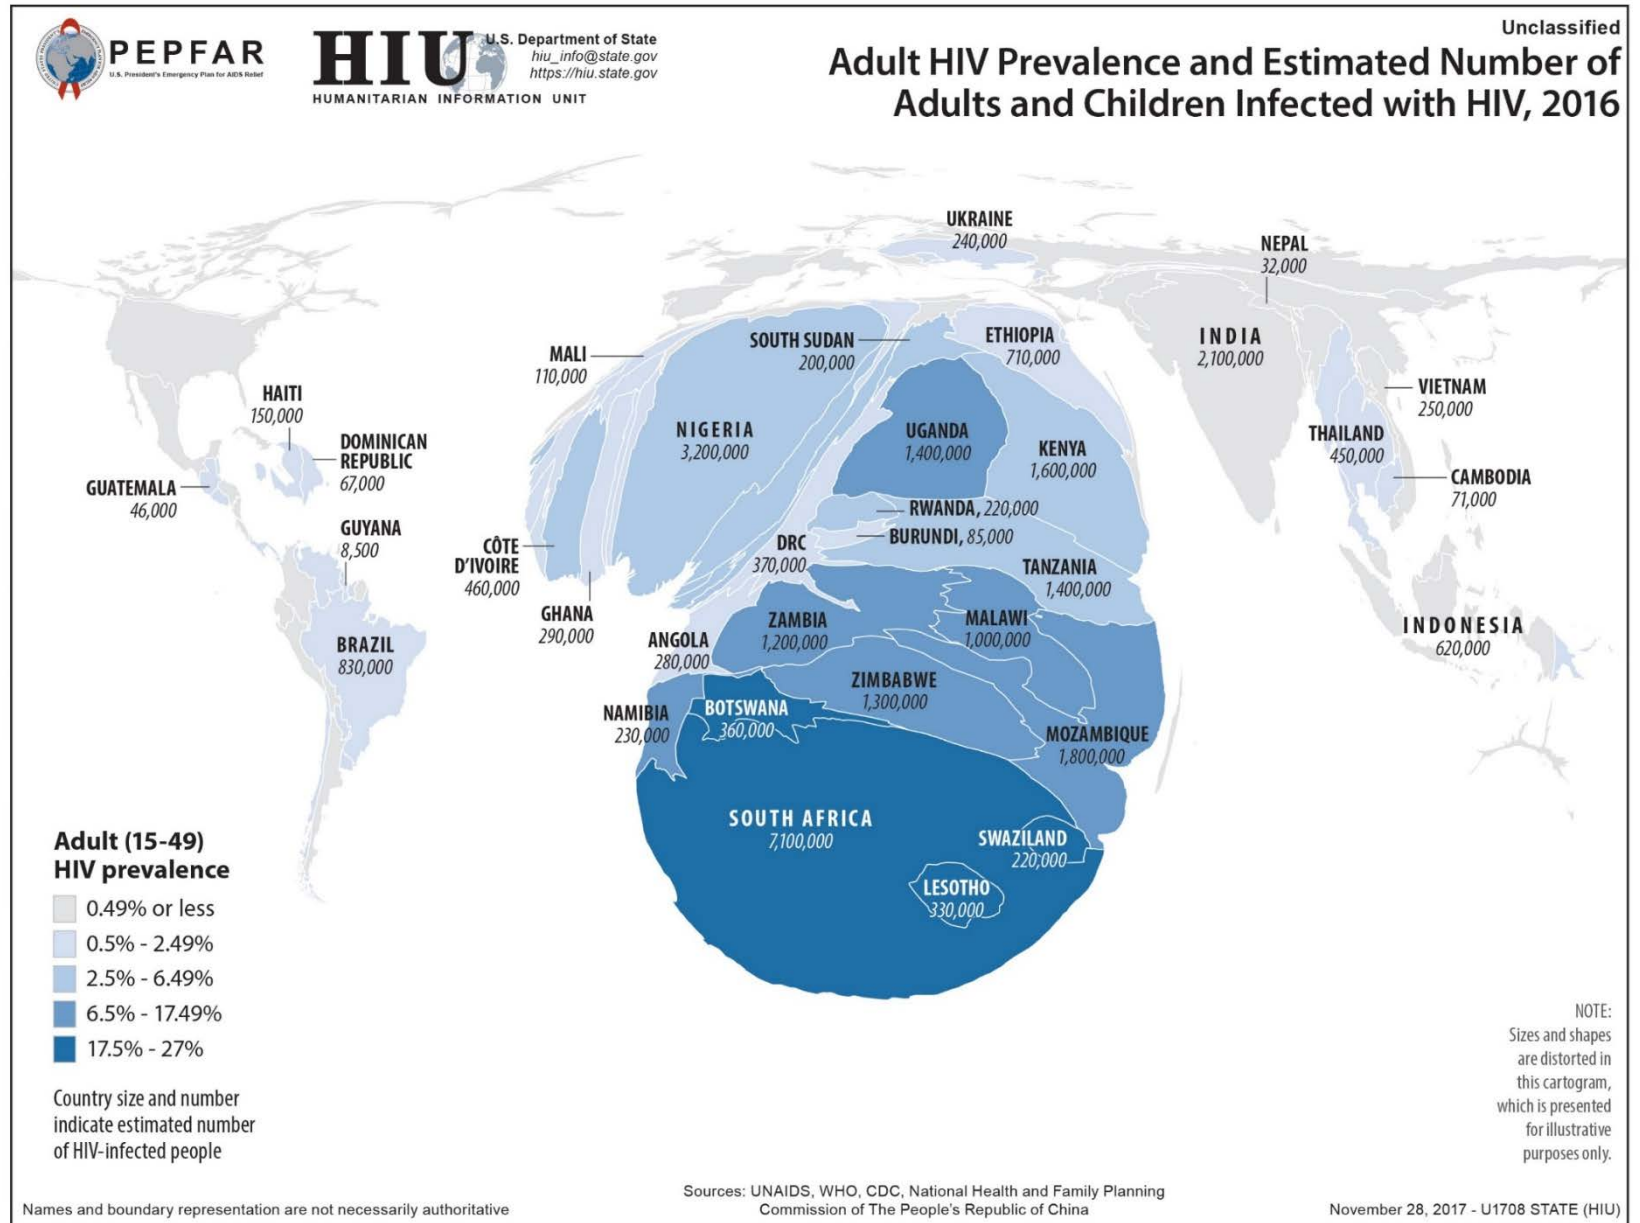 PEPFAR
U.S. President's Emergency Plan for AIDS Relief
HIU
HUMANITARIAN INFORMATION UNIT
U.S. Department of State
hiu_info@state.gov
https://hiu.state.gov
Unclassified
Adult HIV Prevalence and Estimated Number of
Adults and Children Infected with HIV, 2016
UKRAINE
240,000
NEPAL
32,000
INDIA
2,100,000
ETHIOPIA
710,000
SOUTH SUDAN
200,000
MALI
110,000
VIETNAM
250,000
HAITI
150,000
DOMINICAN
REPUBLIC
67,000
NIGERIA
3,200,000
UGANDA
1,400,000
KENYA
1,600,000
THAILAND
450,000
CAMBODIA
71,000
GUATEMALA
46,000
GUYANA
8,500
RWANDA, 220,000
BURUNDI, 85,000
CÔTE
D'IVOIRE
460,000
DRC
370,000
TANZANIA
1,400,000
GHANA
290,000
ZAMBIA
1,200,000
MALAWI
1,000,000
INDONESIA
620,000
BRAZIL
830,000
ANGOLA
280,000
ZIMBABWE
1,300,000
NAMIBIA
230,000
BOTSWANA
360,000
MOZAMBIQUE
1,800,000
SOUTH AFRICA
7,100,000
SWAZILAND
220,000
LESOTHO
330,000
Adult (15-49)
HIV prevalence
0.49% or less
0.5% - 2.49%
2.5% - 6.49%
6.5% - 17.49%
17.5% - 27%
Country size and number
indicate estimated number
of HIV-infected people
NOTE:
Sizes and shapes
are distorted in
this cartogram,
which is presented
for illustrative
purposes only.
Names and boundary representation are not necessarily authoritative
Sources: UNAIDS, WHO, CDC, National Health and Family Planning
Commission of The People's Republic of China
November 28, 2017 - U1708 STATE (HIU)